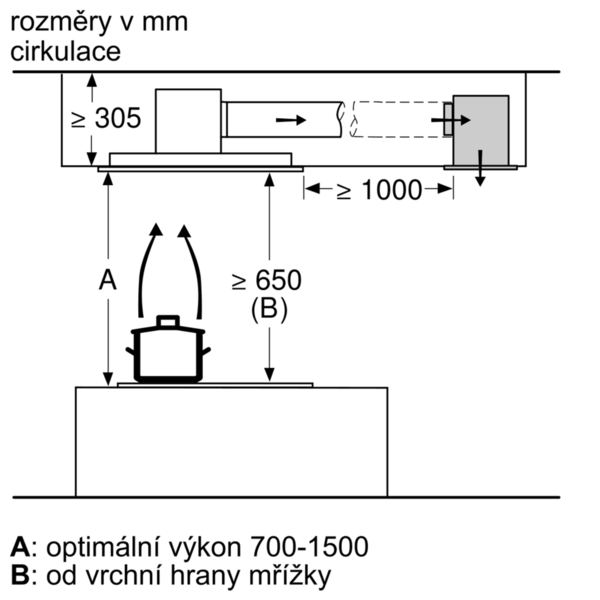 rozměry v mm
cirkulace
≥ 305
≥ 1000
A
≥ 650
(B)
A: optimální výkon 700-1500
B: od vrchní hrany mřížky